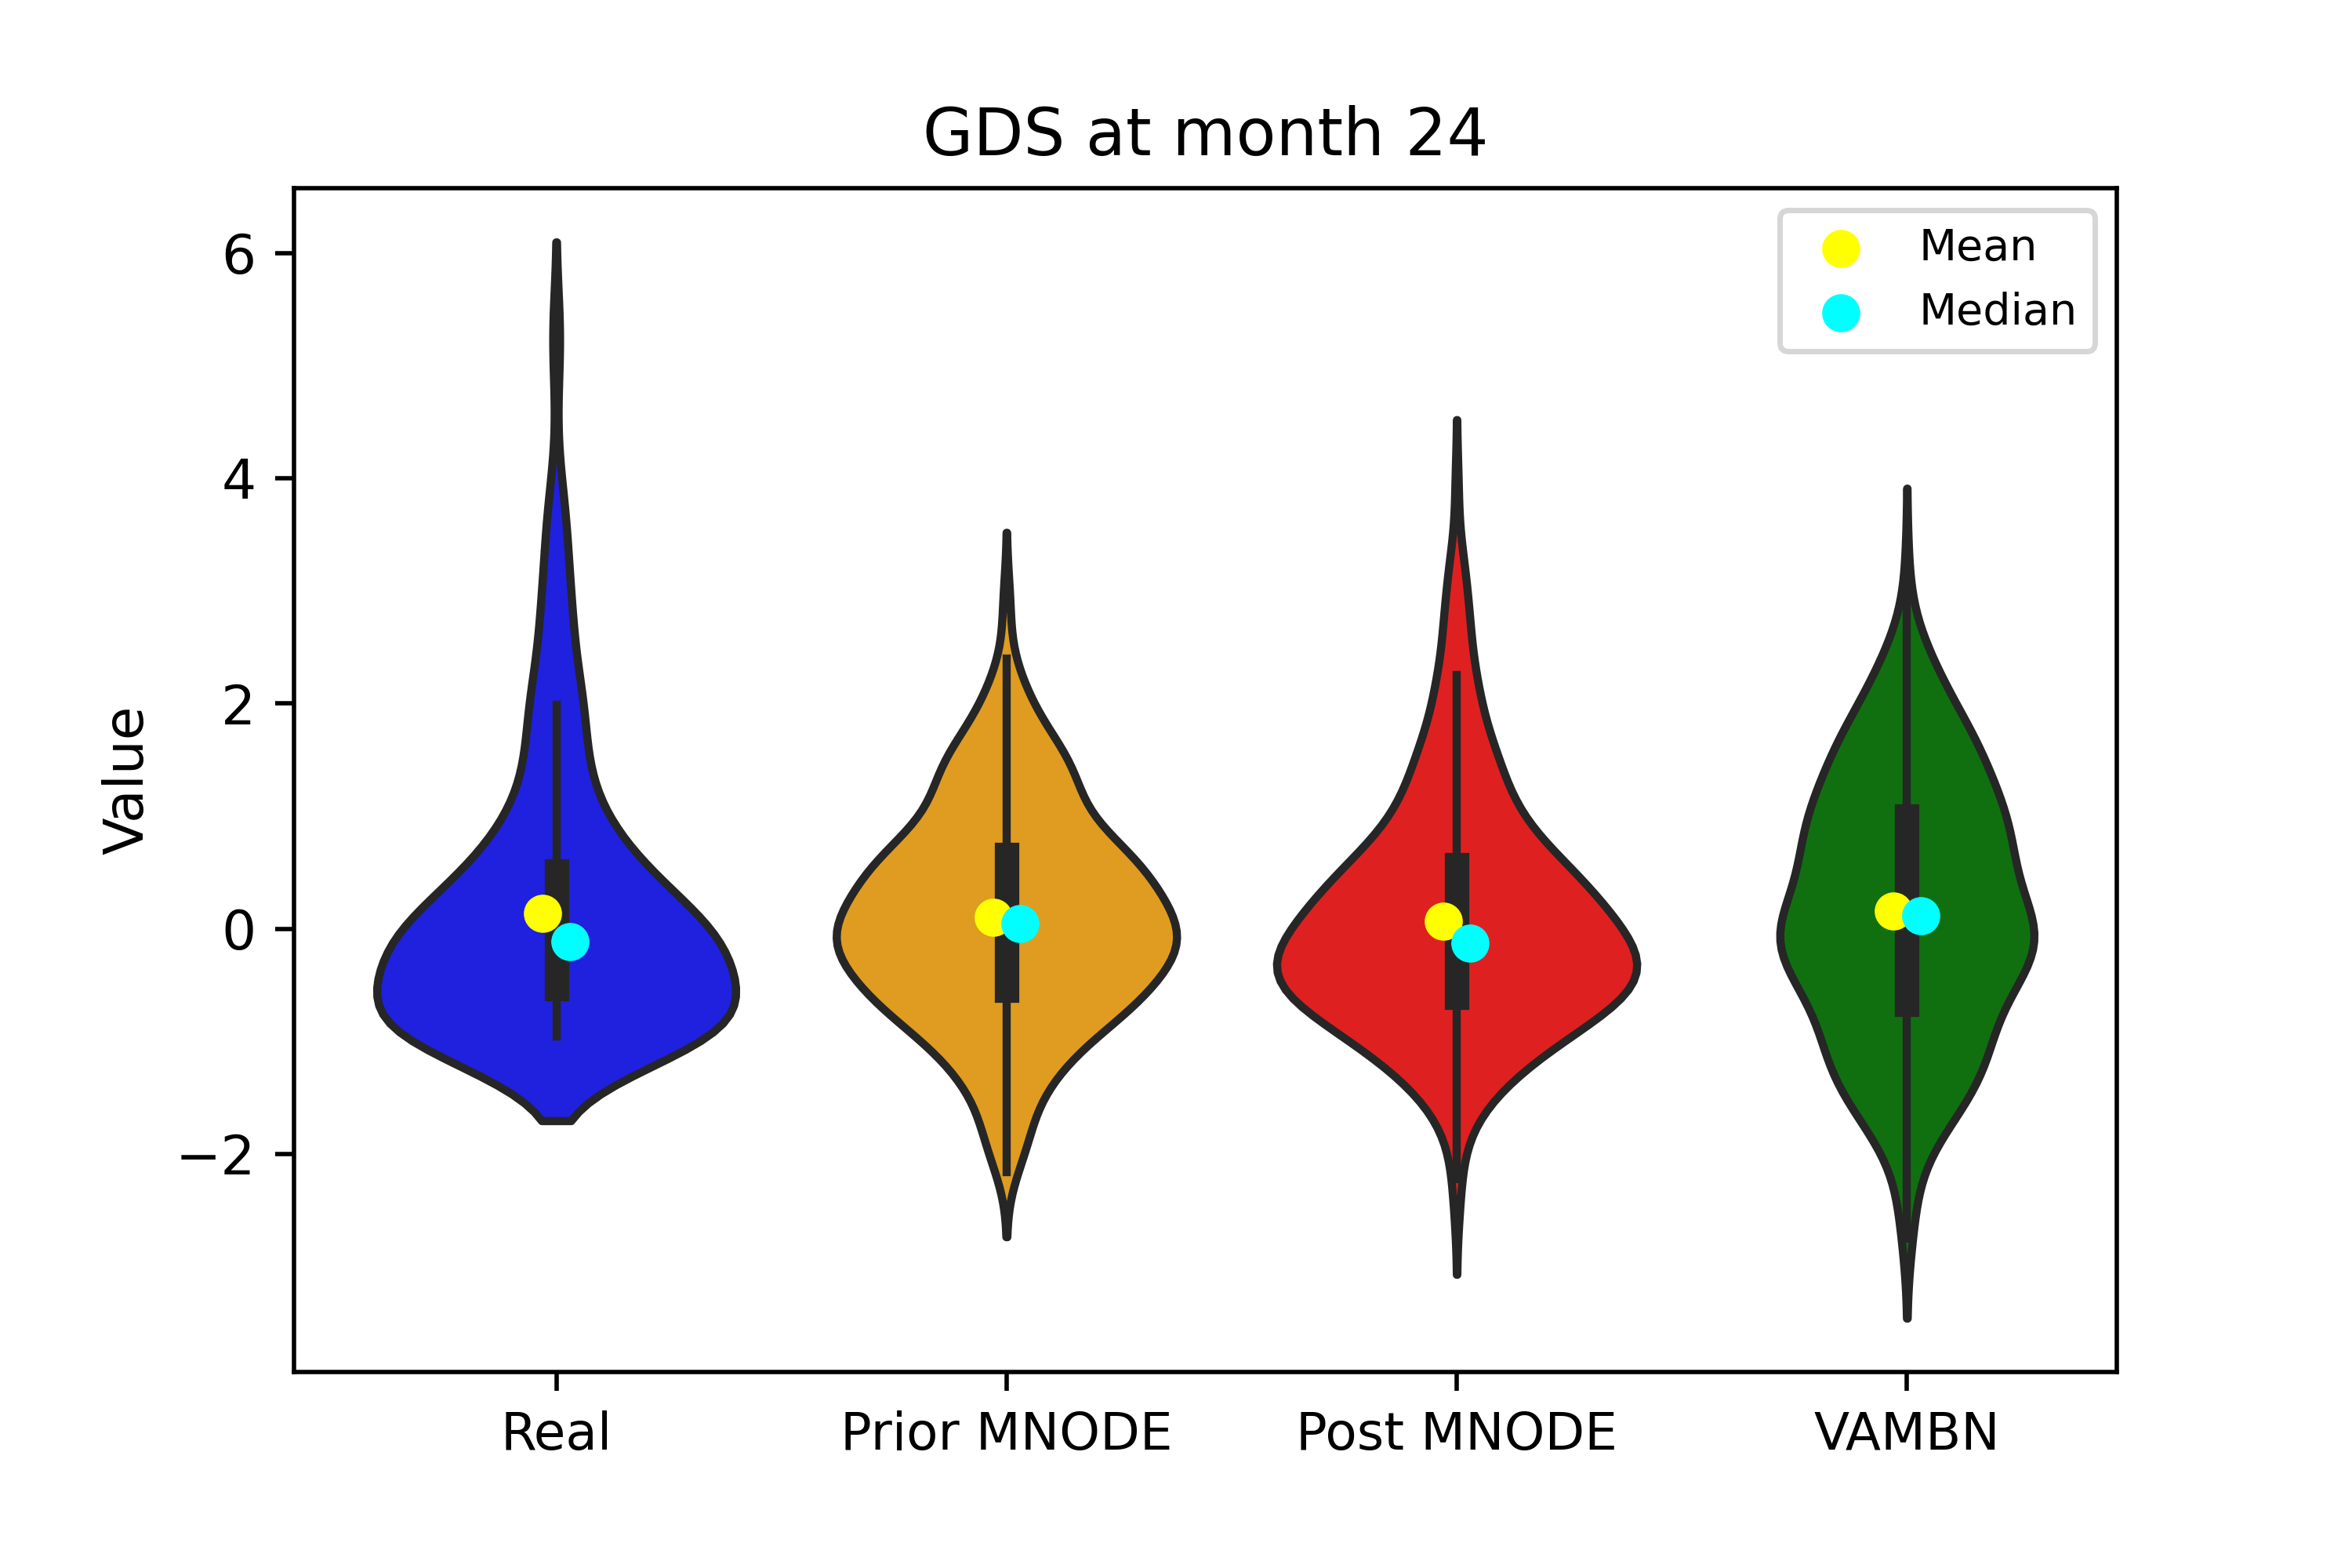 GDS at month 24
Mean
Median
6
4
2
0
−2
Value
Real
Prior MNODE
Post MNODE
VAMBN